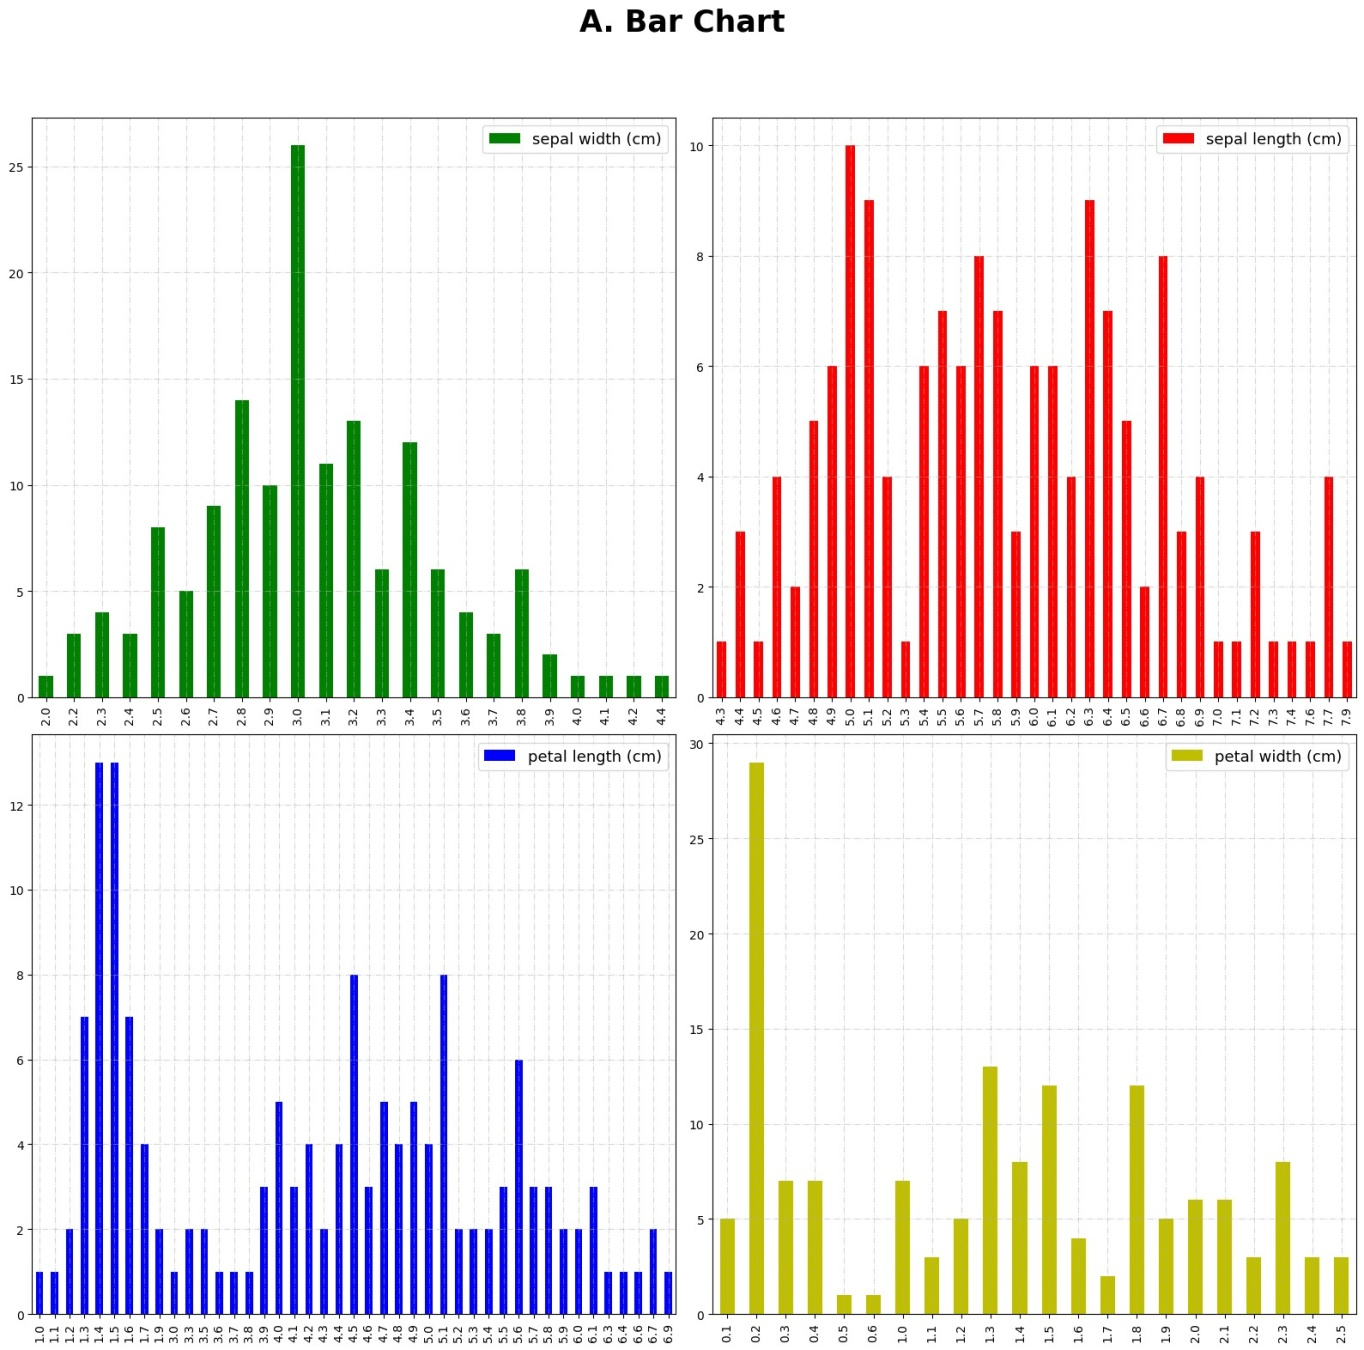 A. Bar Chart
sepal width (cm)
25
20
15
10
5
0
2.0 2.2 2.3 2.4 2.5 2.6 2.7 2.8 2.9 3.0 3.1 3.2 3.3 3.4 3.5 3.6 3.7 3.8 3.9 4.0 4.1 4.2 4.4
sepal length (cm)
10
8
6
4
2
0
4.3 4.4 4.5 4.6 4.7 4.8 4.9 5.0 5.1 5.2 5.3 5.4 5.5 5.6 5.7 5.8 5.9 6.0 6.1 6.2 6.3 6.4 6.5 6.6 6.7 6.8 6.9 7.0 7.1 7.2 7.3 7.4 7.6 7.7 7.9
petal length (cm)
12
10
8
6
4
2
0
1.0 1.1 1.2 1.3 1.4 1.5 1.6 1.7 1.9 3.0 3.3 3.5 3.6 3.7 3.8 3.9 4.0 4.1 4.2 4.3 4.4 4.5 4.6 4.7 4.8 4.9 5.0 5.1 5.2 5.3 5.4 5.5 5.6 5.7 5.8 5.9 6.0 6.1 6.3 6.4 6.6 6.7 6.9
petal width (cm)
30
25
20
15
10
5
0
0.1 0.2 0.3 0.4 0.5 0.6 1.0 1.1 1.2 1.3 1.4 1.5 1.6 1.7 1.8 1.9 2.0 2.1 2.2 2.3 2.4 2.5